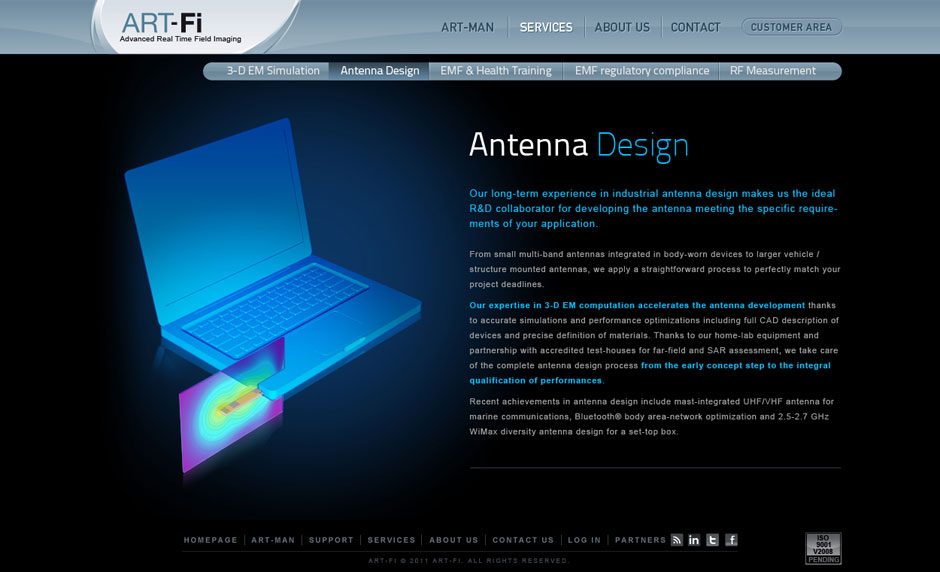 ART-Fi
Advanced Real Time Field Imaging
ART-MAN SERVICES ABOUT US CONTACT CUSTOMER AREA
3-D EM Simulation Antenna Design EMF & Health Training EMF regulatory compliance RF Measurement
Antenna Design
Our long-term experience in industrial antenna design makes us the ideal
R&D collaborator for developing the antenna meeting the specific require-
ments of your application.
From small multi-band antennas integrated in body-worn devices to larger vehicle /
structure mounted antennas, we apply a straightforward process to perfectly match your
project deadlines.
Our expertise in 3-D EM computation accelerates the antenna development thanks
to accurate simulations and performance optimizations including full CAD description of
devices and precise definition of materials. Thanks to our home-lab equipment and
partnership with accredited test-houses for far-field and SAR assessment, we take care
of the complete antenna design process from the early concept step to the integral
qualification of performances.
Recent achievements in antenna design include mast-integrated UHF/VHF antenna for
marine communications, Bluetooth® body area-network optimization and 2.5-2.7 GHz
WiMax diversity antenna design for a set-top box.
HOMEPAGE ART-MAN SUPPORT SERVICES ABOUT US CONTACT US LOG IN PARTNERS in t f
ART-FI © 2011 ART-FI. ALL RIGHTS RESERVED.
ISO
9001
V2008
PENDING